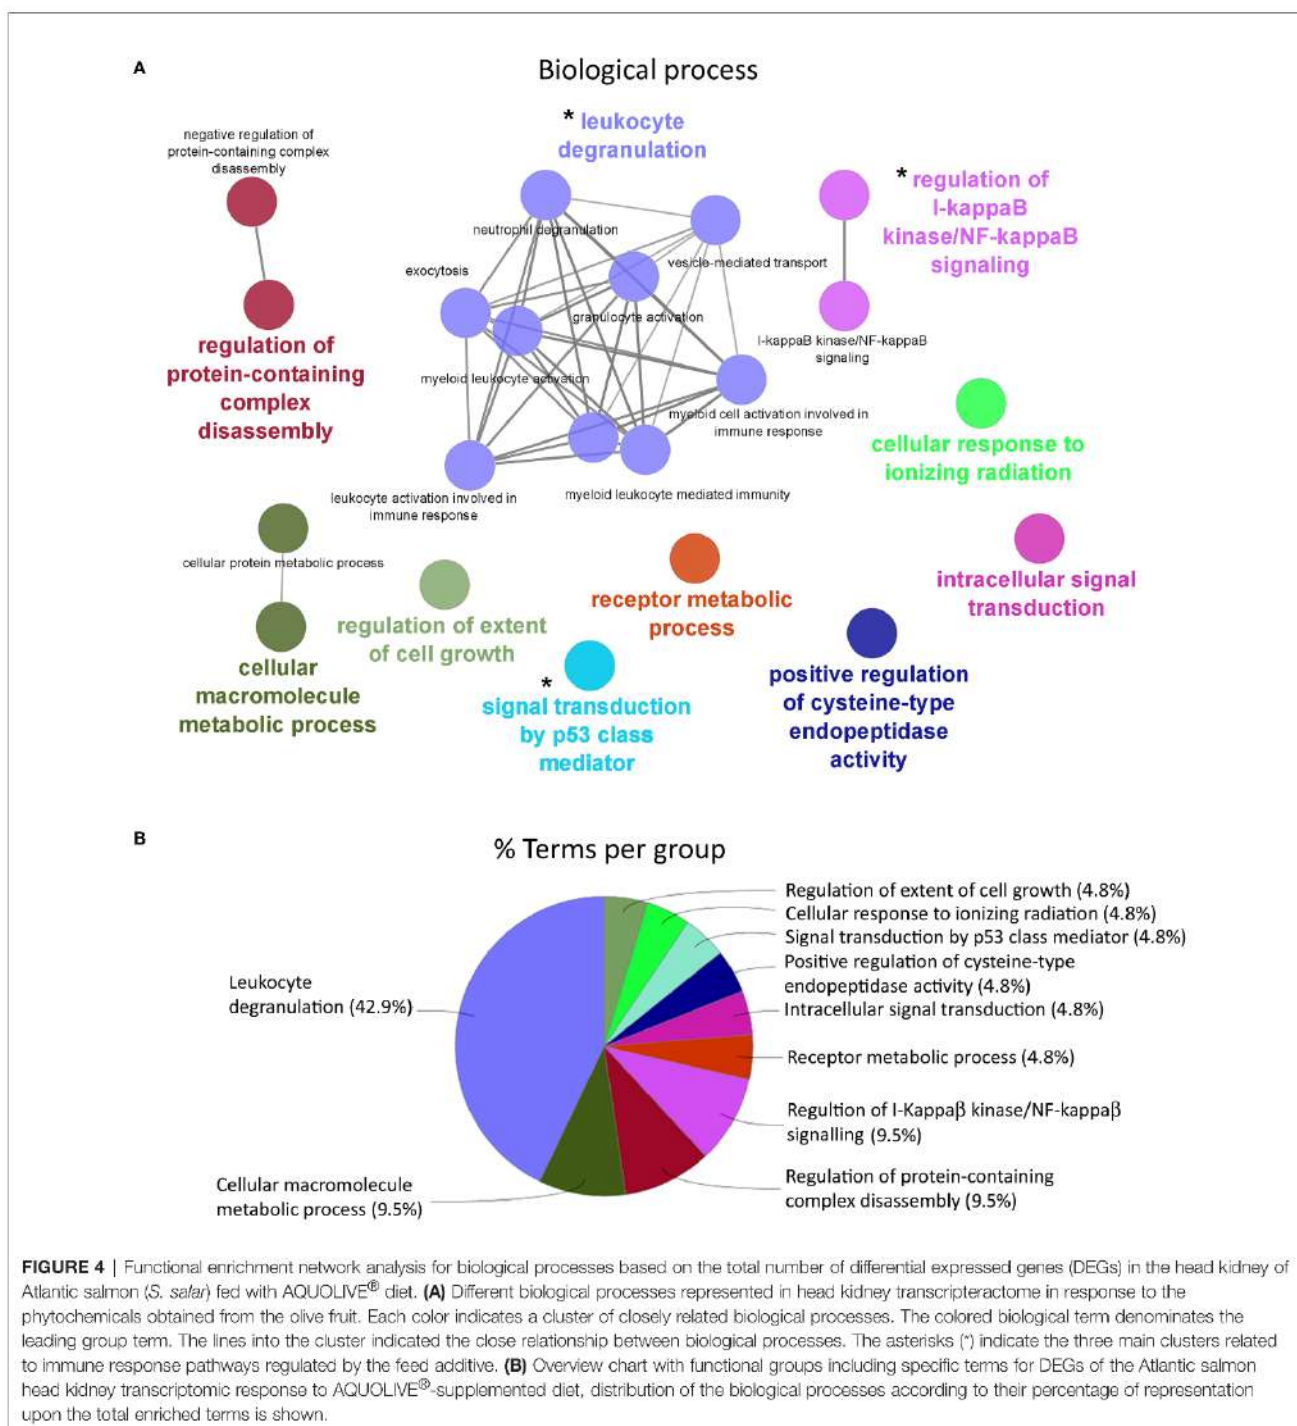 A
Biological process
negative regulation of
protein-containing complex
disassembly
* leukocyte
degranulation
* regulation of
I-kappaB
kinase/NF-kappaB
signaling
neutrophil degranulation
vesicle-mediated transport
exocytosis
granulocyte activation
I-kappaB kinase/NF-kappaB
signaling
regulation of
protein-containing
complex
disassembly
myeloid leukocyte activation
myeloid cell activation involved in
immune response
cellular response to
ionizing radiation
leukocyte activation involved in
immune response
myeloid leukocyte mediated immunity
cellular protein metabolic process
cellular
macromolecule
metabolic process
regulation of extent
of cell growth
receptor metabolic
process
intracellular signal
transduction
*
signal transduction
by p53 class
mediator
positive regulation
of cysteine-type
endopeptidase
activity
B
% Terms per group
Regulation of extent of cell growth (4.8%)
Cellular response to ionizing radiation (4.8%)
Signal transduction by p53 class mediator (4.8%)
Positive regulation of cysteine-type
endopeptidase activity (4.8%)
Intracellular signal transduction (4.8%)
Receptor metabolic process (4.8%)
Regultion of I-Kappaβ kinase/NF-kappaβ
signalling (9.5%)
Regulation of protein-containing
complex disassembly (9.5%)
Leukocyte
degranulation (42.9%)
Cellular macromolecule
metabolic process (9.5%)
FIGURE 4 | Functional enrichment network analysis for biological processes based on the total number of differential expressed genes (DEGs) in the head kidney of
Atlantic salmon (S. salar) fed with AQUOLIVE® diet. (A) Different biological processes represented in head kidney transcripteractome in response to the
phytochemicals obtained from the olive fruit. Each color indicates a cluster of closely related biological processes. The colored biological term denominates the
leading group term. The lines into the cluster indicated the close relationship between biological processes. The asterisks (*) indicate the three main clusters related
to immune response pathways regulated by the feed additive. (B) Overview chart with functional groups including specific terms for DEGs of the Atlantic salmon
head kidney transcriptomic response to AQUOLIVE®-supplemented diet, distribution of the biological processes according to their percentage of representation
upon the total enriched terms is shown.